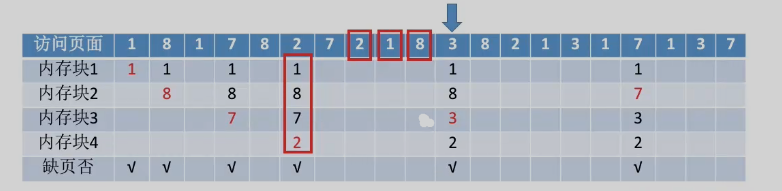 访问页面 1 8 1 7 8 2 7 2 1 8 3 8 2 1 3 1 7 1 3 7
内存块1 1 1 1 1 1 1
内存块2 8 8 8 8 7
内存块3 7 7 3 3
内存块4 2 2 2
缺页否 √ √ √ √ √ √